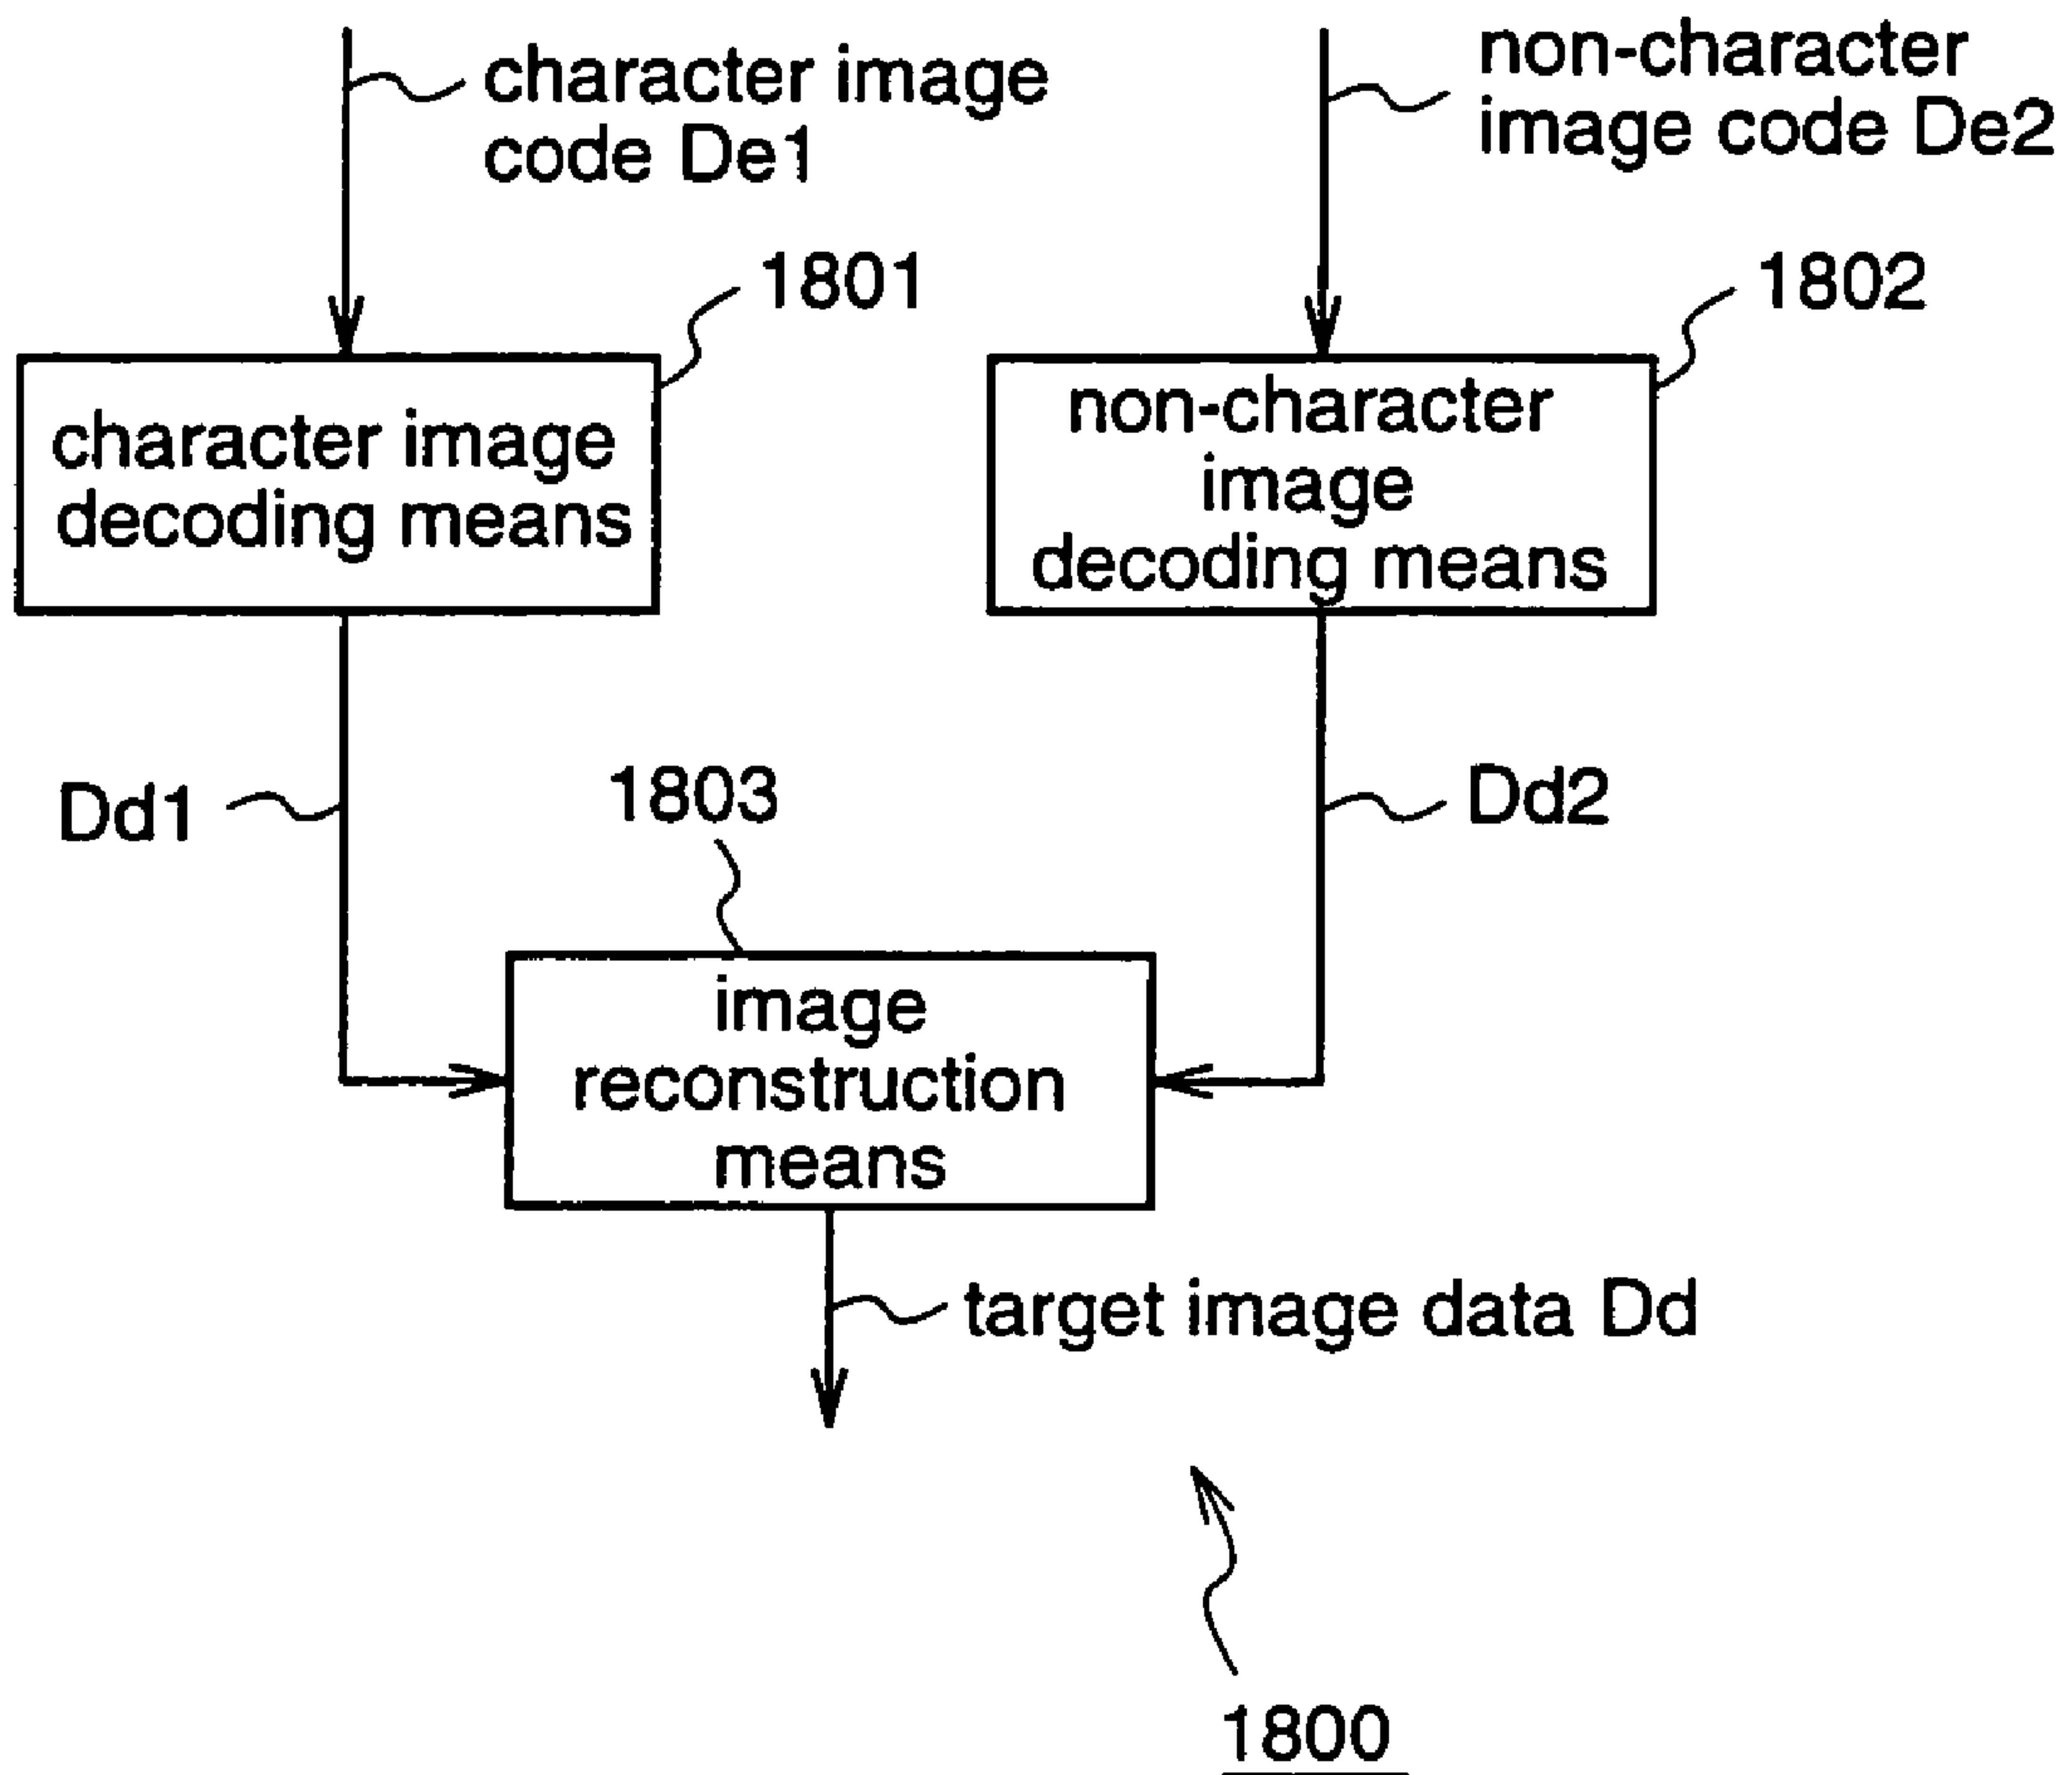 character image
code De1
non-character
image code De2
1801
1802
character image
decoding means
non-character
image
decoding means
Dd1
1803
Dd2
image
reconstruction
means
target image data Dd
1800